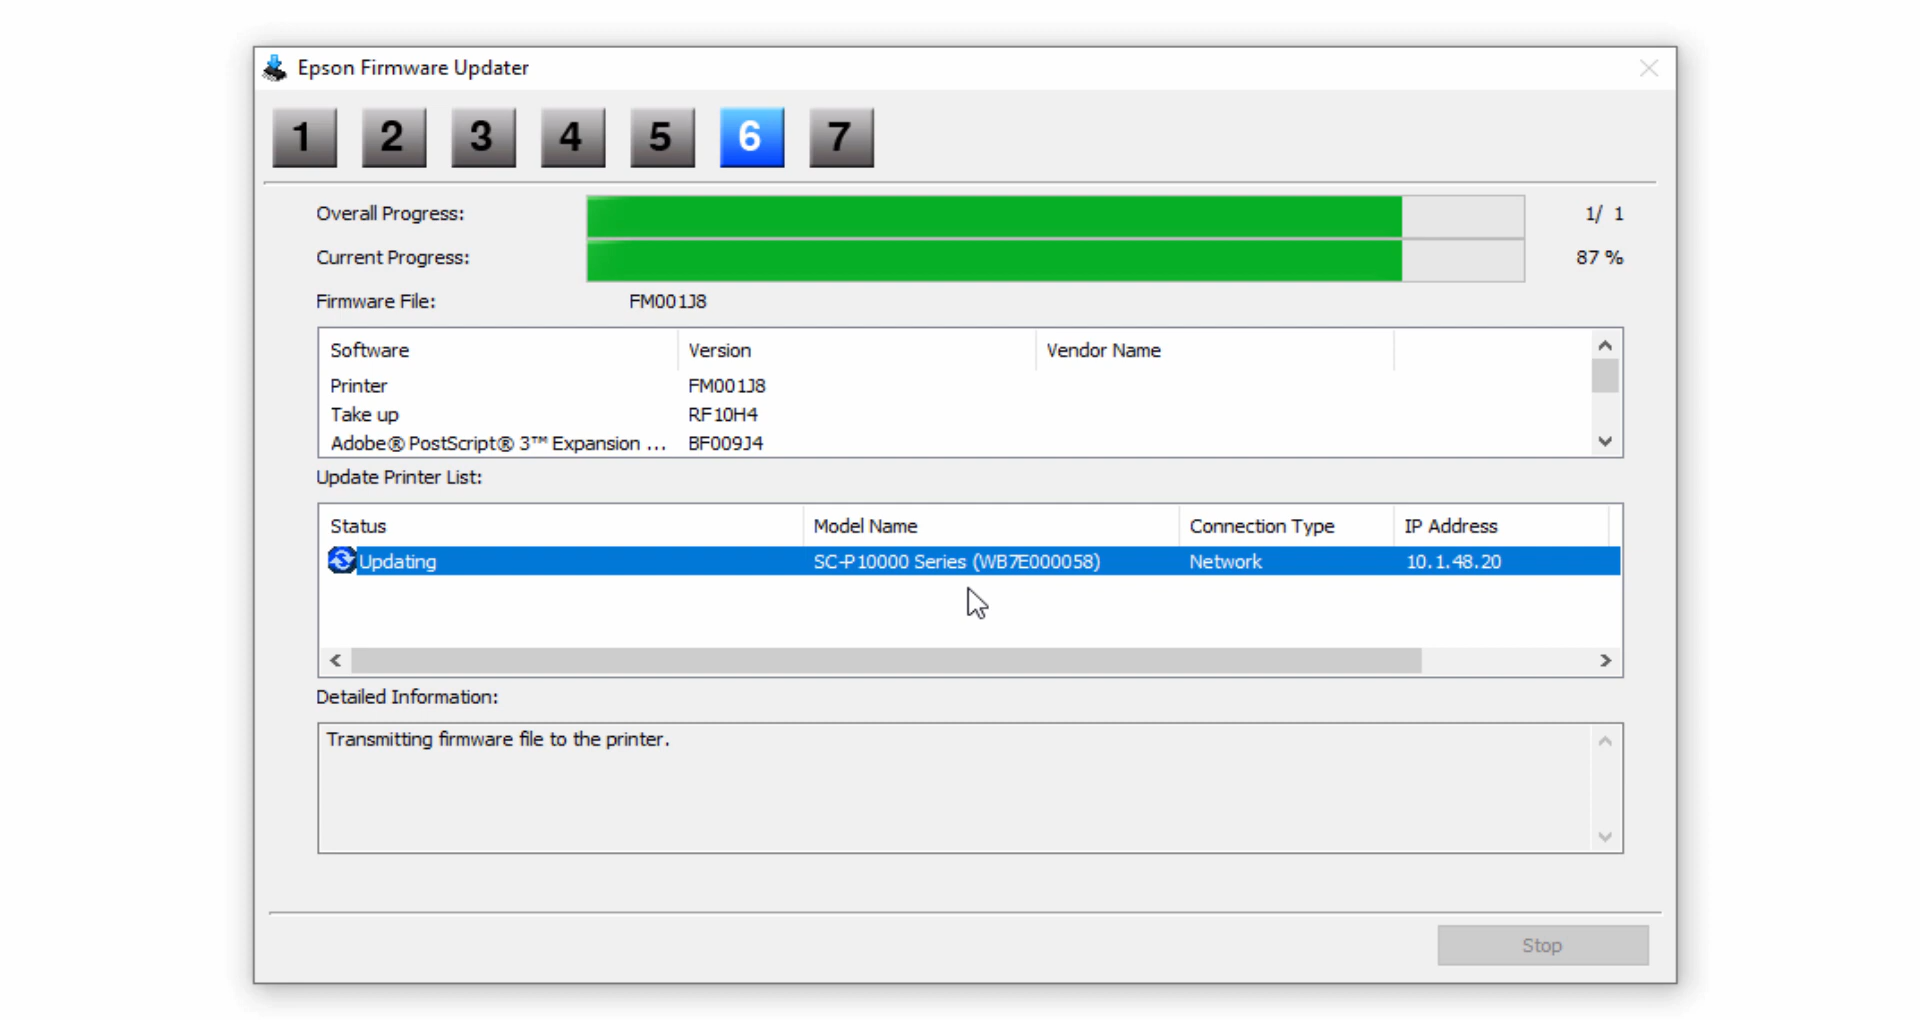 Epson Firmware Updater
1 2 3 4 5 6 7
Overall Progress: 1/ 1
Current Progress: 87 %
Firmware File: FM001J8
Software Version Vendor Name
Printer FM001J8
Take up RF10H4
Adobe® PostScript® 3™ Expansion ... BF009J4
Update Printer List:
Status Model Name Connection Type IP Address
Updating SC-P10000 Series (WB7E000058) Network 10.1.48.20
Detailed Information:
Transmitting firmware file to the printer.
Stop